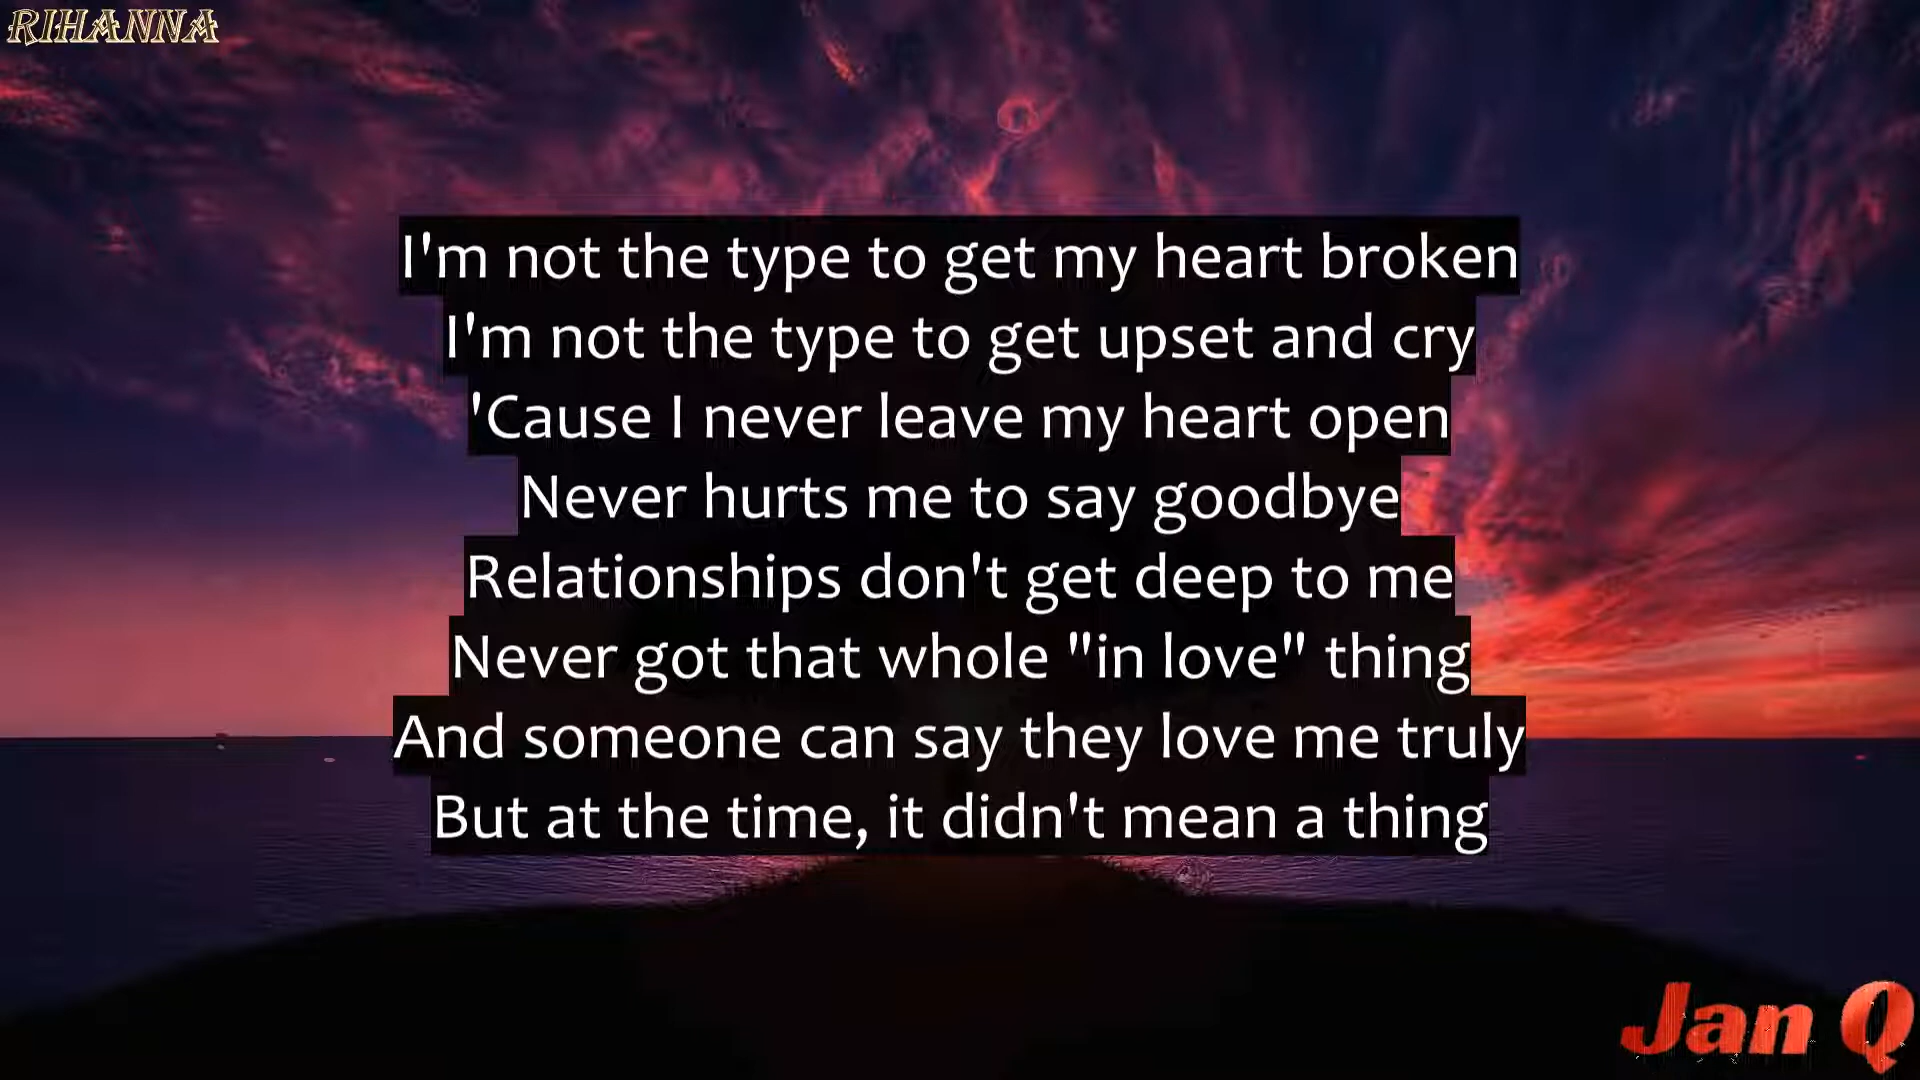 RIHANNA
I'm not the type to get my heart broken
I'm not the type to get upset and cry
'Cause I never leave my heart open
Never hurts me to say goodbye
Relationships don't get deep to me
Never got that whole "in love" thing
And someone can say they love me truly
But at the time, it didn't mean a thing
Jan Q